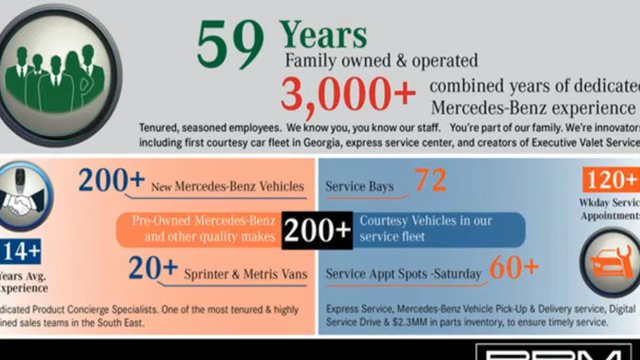 59 Years
Family owned & operated
3,000+ combined years of dedicated
Mercedes-Benz experience
Tenured, seasoned employees. We know you, you know our staff. You're part of our family. We're innovators
including first courtesy car fleet in Georgia, express service center, and creators of Executive Valet Service
200+ New Mercedes-Benz Vehicles
Pre-Owned Mercedes-Benz
and other quality makes
200+
20+ Sprinter & Metris Vans
14+
Years Avg.
Experience
dicated Product Concierge Specialists. One of the most tenured & highly
ined sales teams in the South East.
Service Bays 72
Courtesy Vehicles in our
service fleet
Service Appt Spots -Saturday 60+
120+
Wkday Service
Appointments
Express Service, Mercedes-Benz Vehicle Pick-Up & Delivery service, Digital
Service Drive & $2.3MM in parts inventory, to ensure timely service.